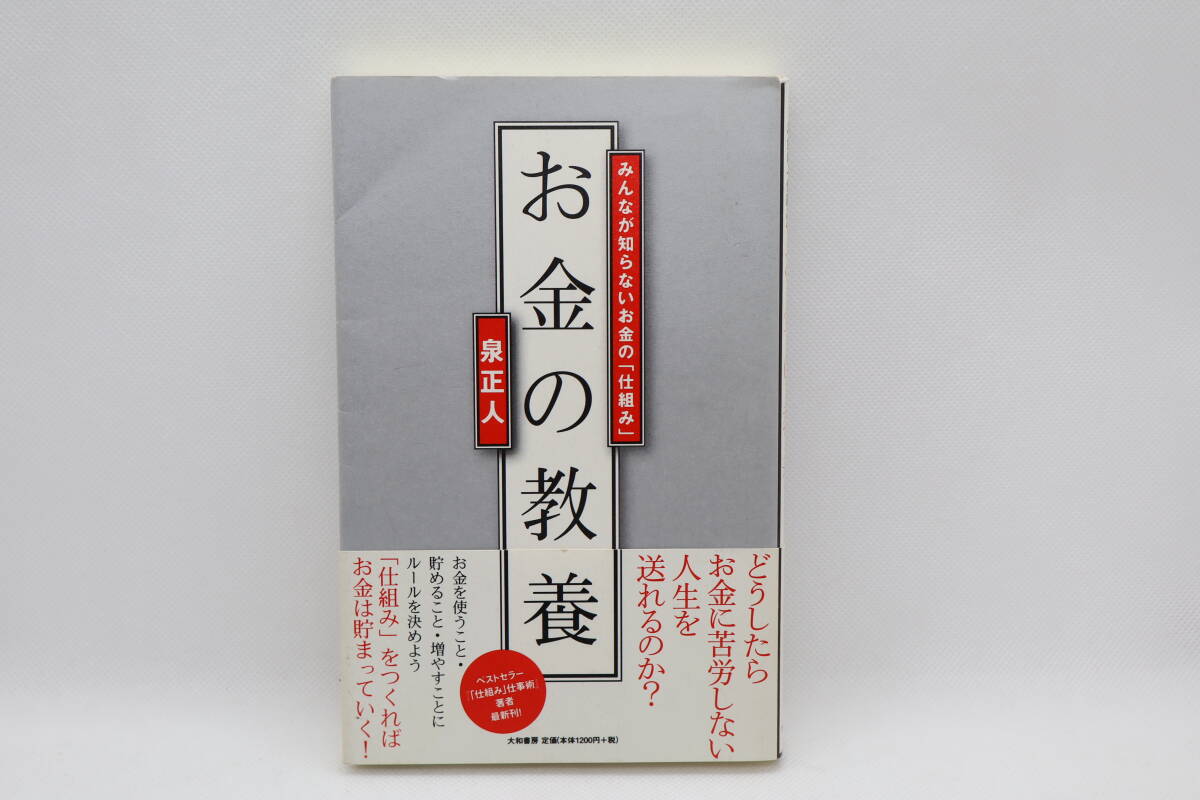 みんなが知らないお金の「仕組み」
お金の教養
泉正人
どうしたら
お金に苦労しない
人生を
送れるのか?
お金を使うこと・
貯めること・増やすことに
ルールを決めよう
「仕組み」をつくれば
お金は貯まっていく!
ベストセラー
『「仕組み」仕事術』
著者
最新刊!
大和書房 定価(本体1200円+税)